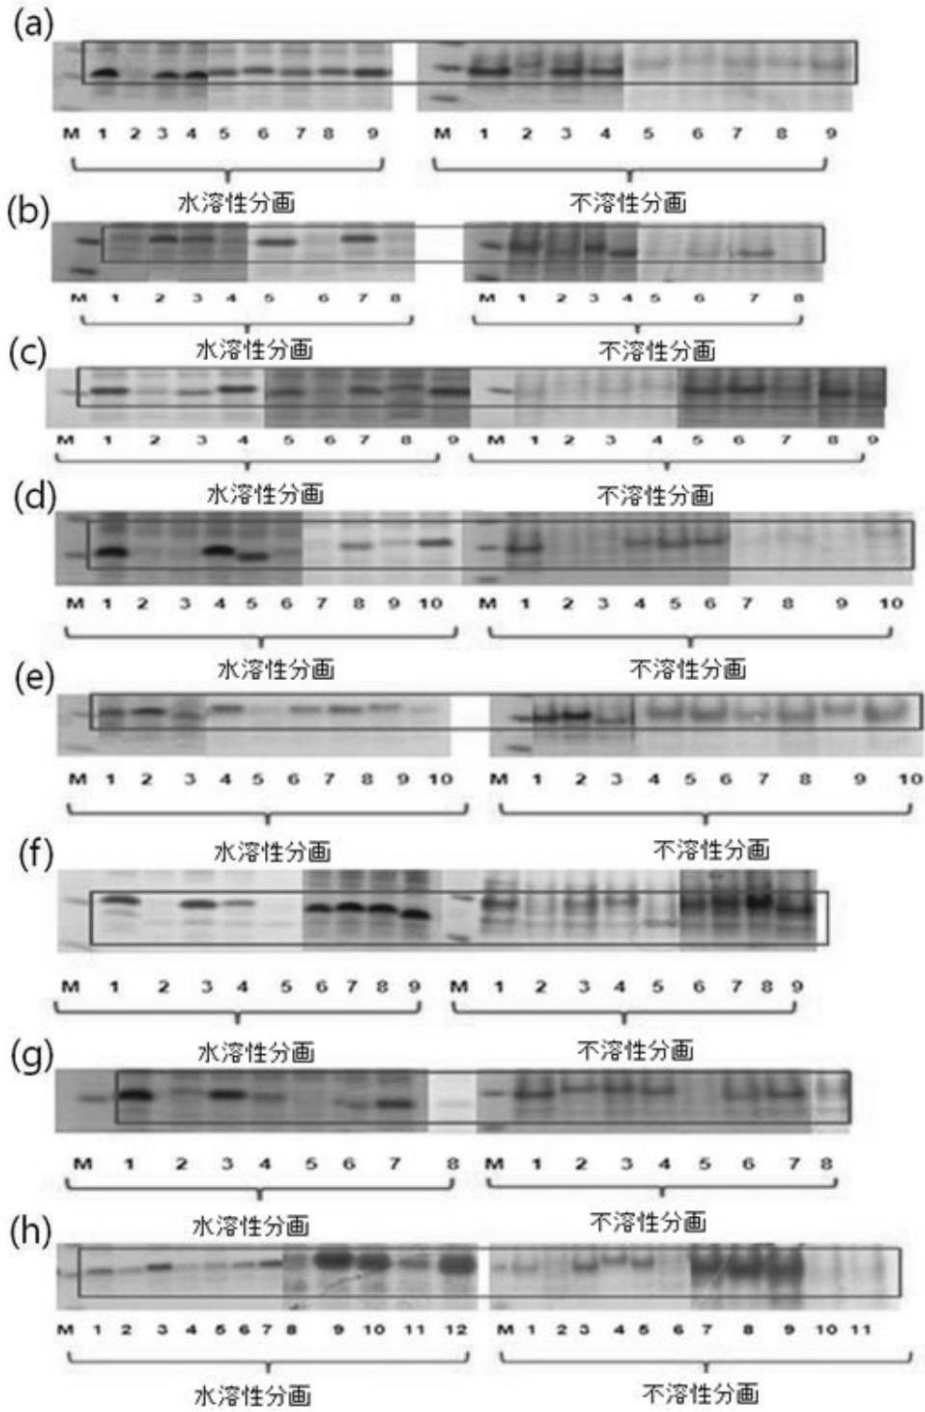 (a)
M 1 2 3 4 5 6 7 8 9 M 1 2 3 4 5 6 7 8 9
水溶性分画 不溶性分画
(b)
M 1 2 3 4 5 6 7 8 M 1 2 3 4 5 6 7 8
水溶性分画 不溶性分画
(c)
M 1 2 3 4 5 6 7 8 9 M 1 2 3 4 5 6 7 8 9
水溶性分画 不溶性分画
(d)
M 1 2 3 4 5 6 7 8 9 10 M 1 2 3 4 5 6 7 8 9 10
水溶性分画 不溶性分画
(e)
M 1 2 3 4 5 6 7 8 9 10 M 1 2 3 4 5 6 7 8 9 10
水溶性分画 不溶性分画
(f)
M 1 2 3 4 5 6 7 8 9 M 1 2 3 4 5 6 7 8 9
水溶性分画 不溶性分画
(g)
M 1 2 3 4 5 6 7 8 M 1 2 3 4 5 6 7 8
水溶性分画 不溶性分画
(h)
M 1 2 3 4 5 6 7 8 9 10 11 12 M 1 2 3 4 5 6 7 8 9 10 11
水溶性分画 不溶性分画